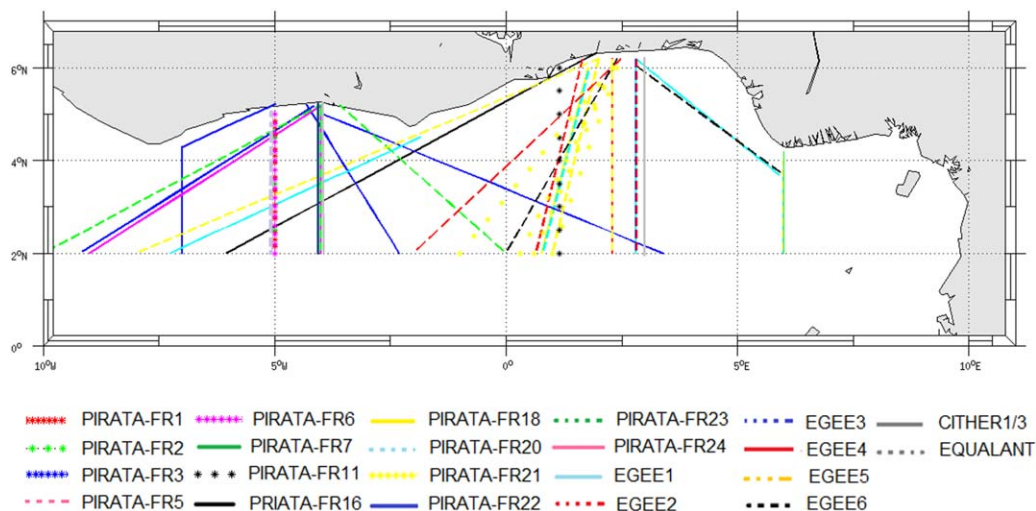 6°N
4°N
2°N
0°
10°W 5°W 0° 5°E 10°E
PIRATA-FR1 PIRATA-FR6 PIRATA-FR18 PIRATA-FR23 EGEE3 CITHER1/3
PIRATA-FR2 PIRATA-FR7 PIRATA-FR20 PIRATA-FR24 EGEE4 EQUALANT
PIRATA-FR3 PIRATA-FR11 PIRATA-FR21 EGEE1 EGEE5
PIRATA-FR5 PRIATA-FR16 PIRATA-FR22 EGEE2 EGEE6